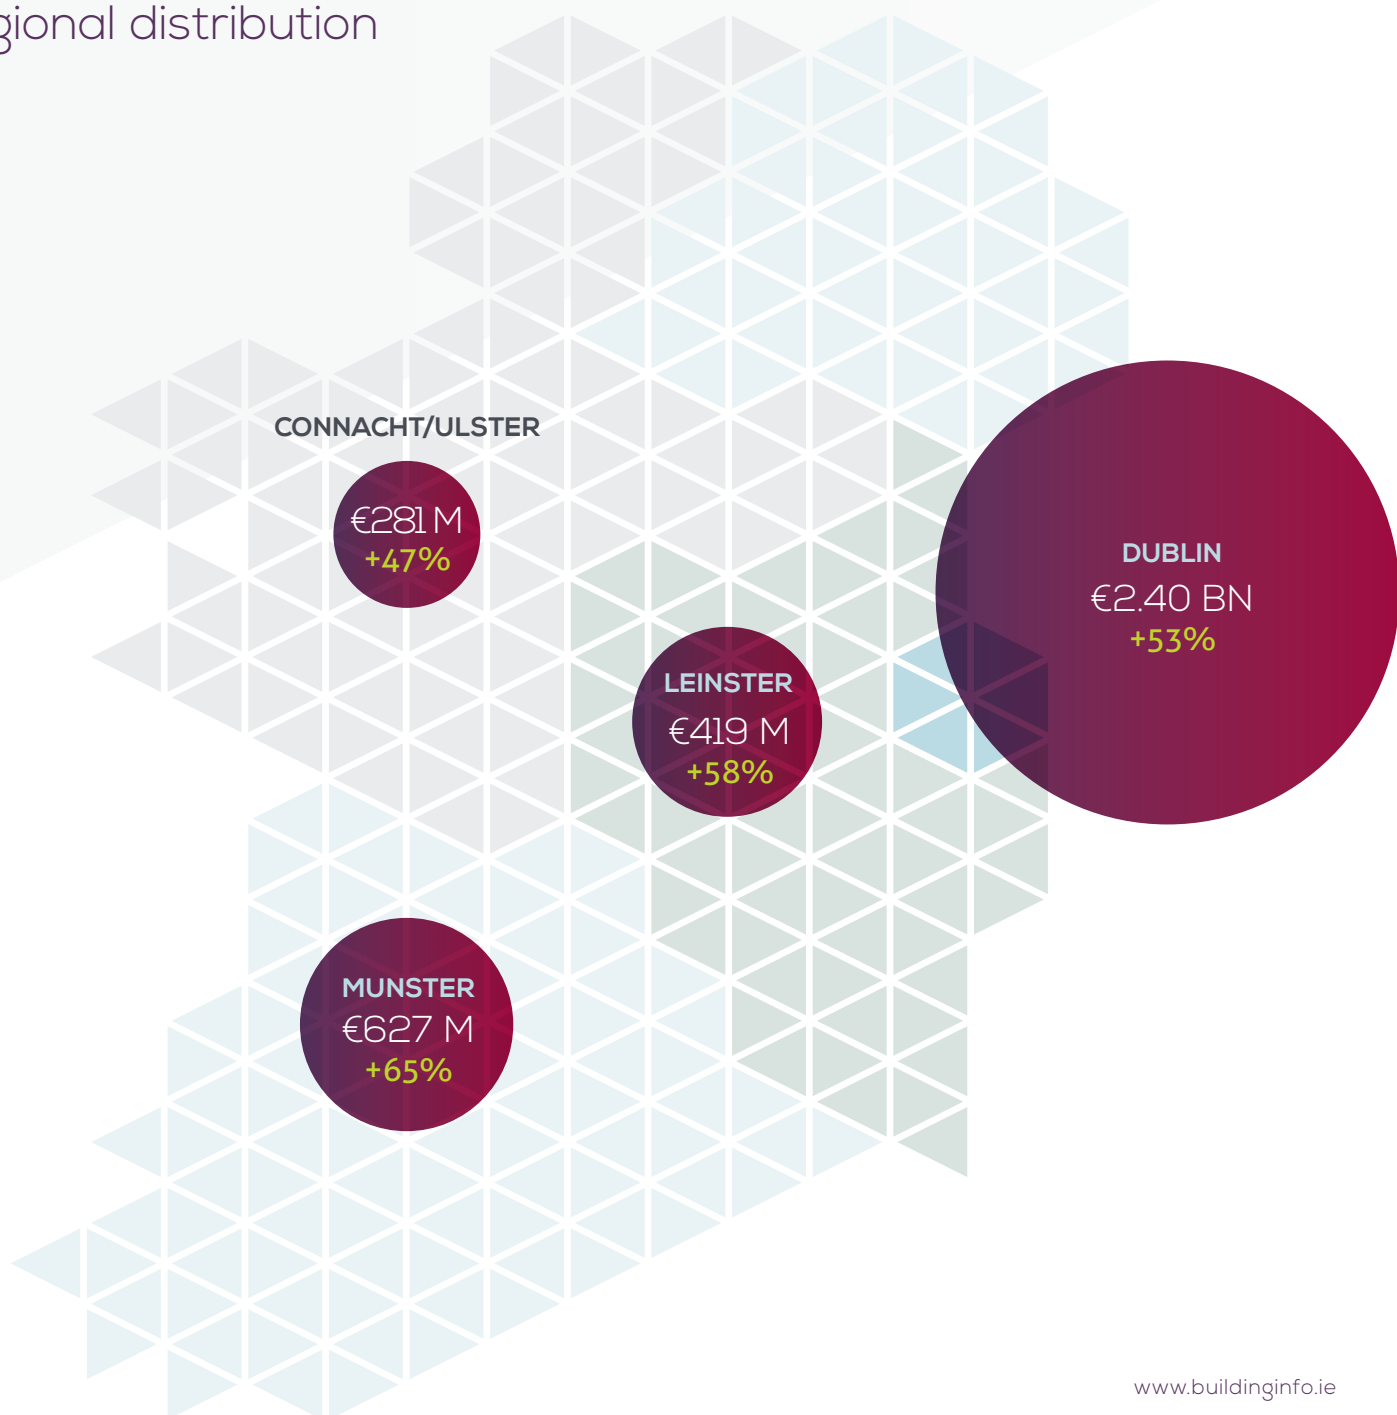 gional distribution
CONNACHT/ULSTER
€281 M
+47%
DUBLIN
€2.40 BN
+53%
LEINSTER
€419 M
+58%
MUNSTER
€627 M
+65%
www.buildinginfo.ie